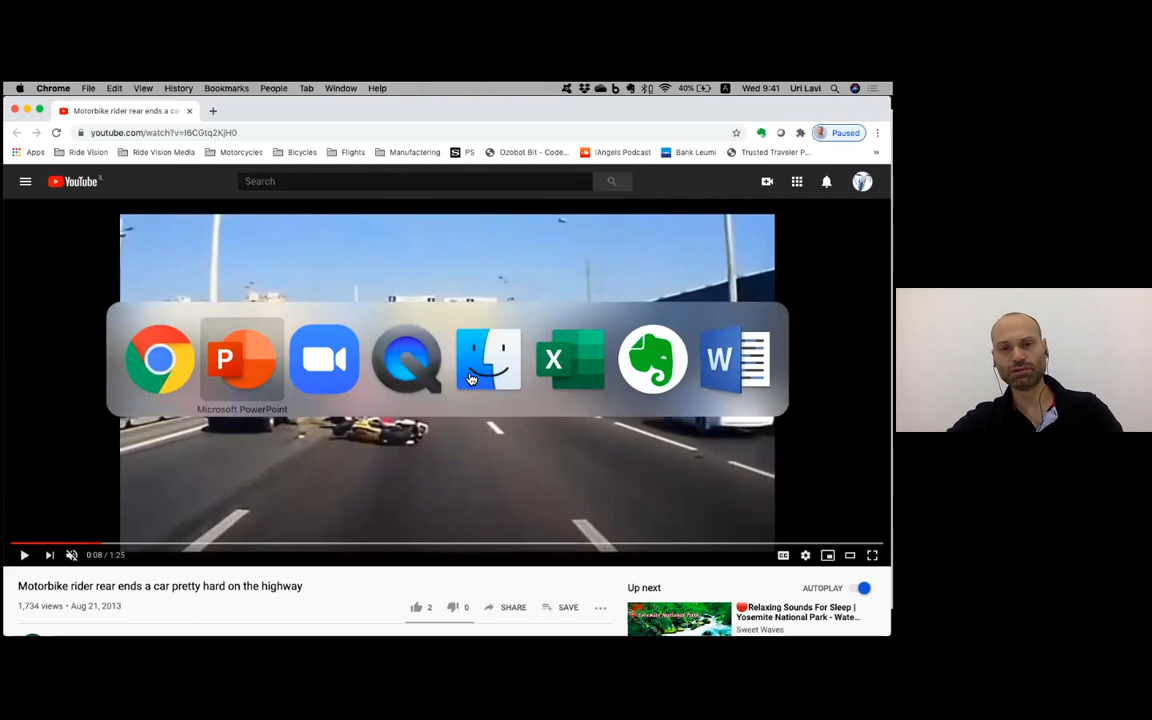 Chrome File Edit View History Bookmarks People Tab Window Help 40% Wed 9:41 Uri Lavi
Motorbike rider rear ends a car
youtube.com/watch?v=I6CGtq2KjH0 Paused
Apps Ride Vision Ride Vision Media Motorcycles Bicycles Flights Manufacturing PS Ozobot Bit - Code... iAngels Podcast Bank Leumi Trusted Traveler P... »
YouTube IL Search
P X W
Microsoft PowerPoint
0:08 / 1:25
Motorbike rider rear ends a car pretty hard on the highway
1,734 views • Aug 21, 2013
2 0 SHARE SAVE
Up next AUTOPLAY
Relaxing Sounds For Sleep |
Yosemite National Park - Wate...
Sweet Waves